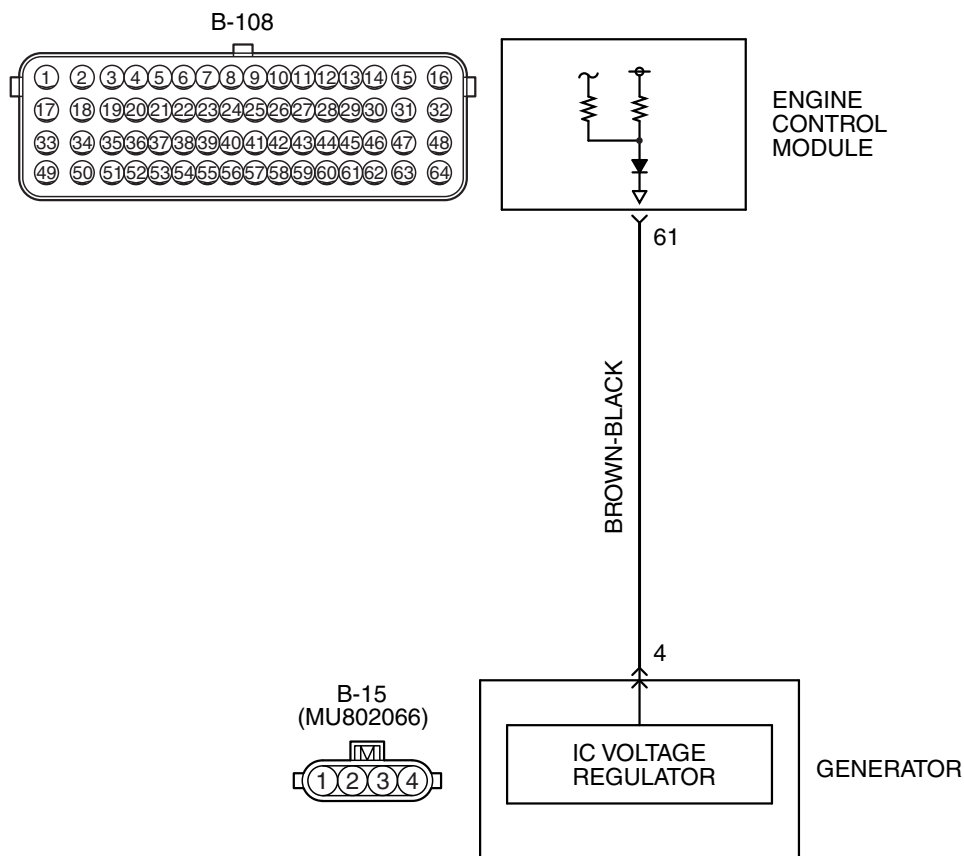 B-108
1 2 3 4 5 6 7 8 9 10 11 12 13 14 15 16
17 18 19 20 21 22 23 24 25 26 27 28 29 30 31 32
33 34 35 36 37 38 39 40 41 42 43 44 45 46 47 48
49 50 51 52 53 54 55 56 57 58 59 60 61 62 63 64
ENGINE
CONTROL
MODULE
61
BROWN-BLACK
4
B-15
(MU802066)
1 2 3 4
IC VOLTAGE
REGULATOR
GENERATOR